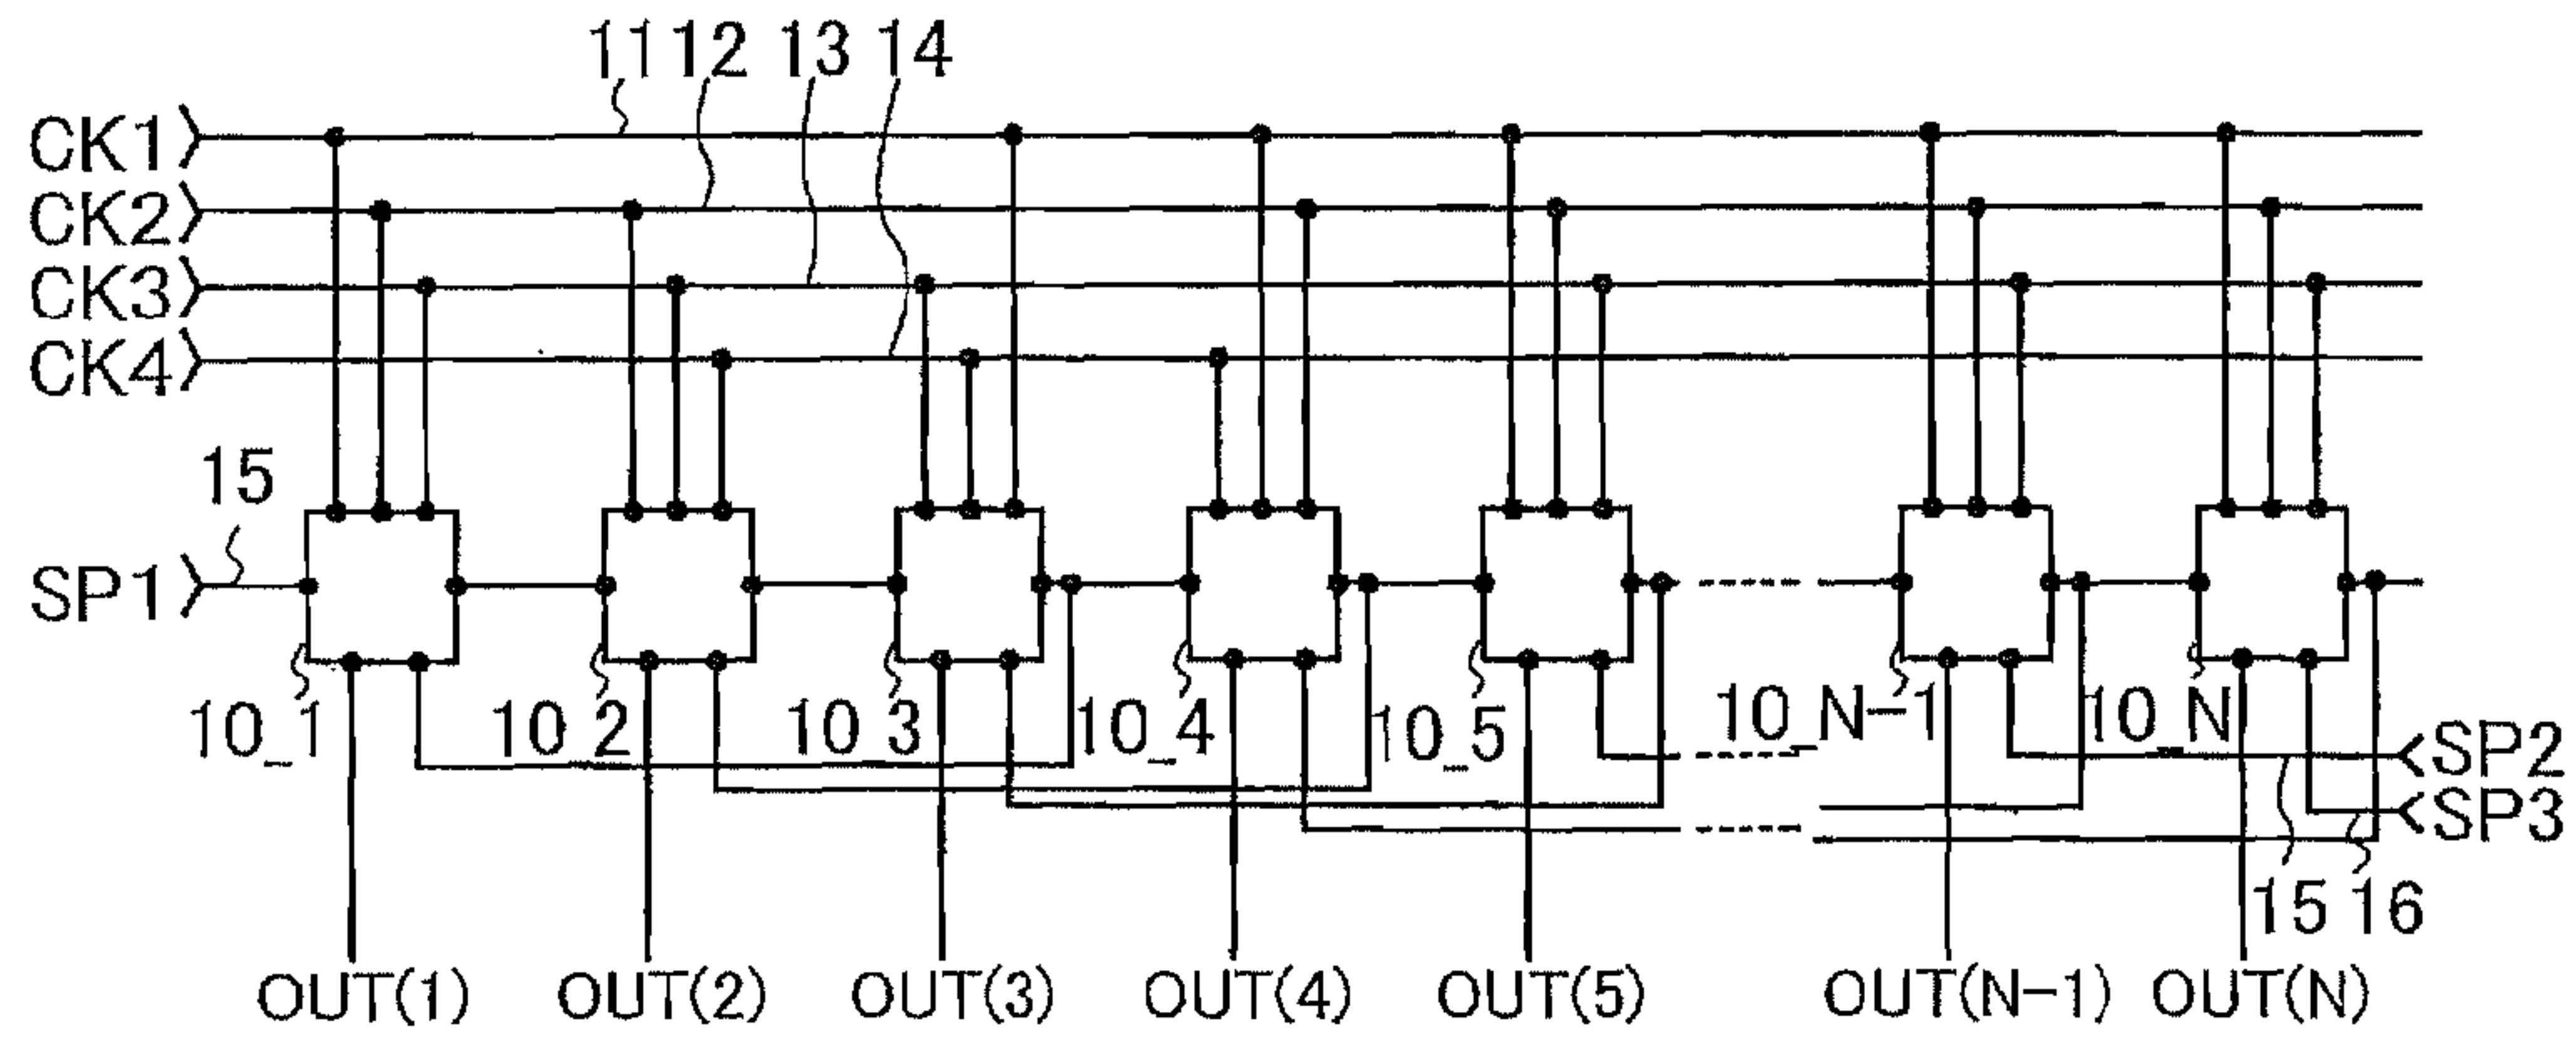 11 12 13 14
CK1
CK2
CK3
CK4
15
SP1
10_1 10_2 10_3 10_4 10_5 10_N-1 10_N
SP2
SP3
15 16
OUT(1) OUT(2) OUT(3) OUT(4) OUT(5) OUT(N-1) OUT(N)